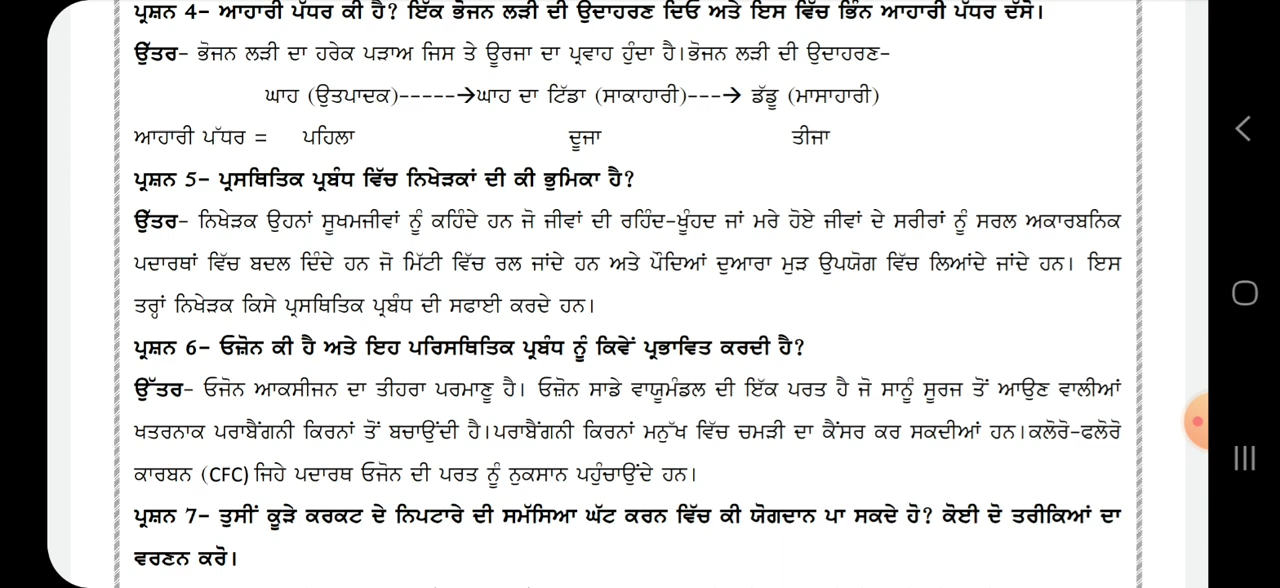 ਪ੍ਰਸ਼ਨ 4- ਆਹਾਰੀ ਪੱਧਰ ਕੀ ਹੈ? ਇੱਕ ਭੋਜਨ ਲੜੀ ਦੀ ਉਦਾਹਰਣ ਦਿਓ ਅਤੇ ਇਸ ਵਿੱਚ ਭਿੰਨ ਆਹਾਰੀ ਪੱਧਰ ਦੱਸੋ।
ਉੱਤਰ- ਭੋਜਨ ਲੜੀ ਦਾ ਹਰੇਕ ਪੜਾਅ ਜਿਸ ਤੇ ਊਰਜਾ ਦਾ ਪ੍ਰਵਾਹ ਹੁੰਦਾ ਹੈ।ਭੋਜਨ ਲੜੀ ਦੀ ਉਦਾਹਰਣ-
ਘਾਹ (ਉਤਪਾਦਕ)-----→ਘਾਹ ਦਾ ਟਿੱਡਾ (ਸਾਕਾਹਾਰੀ)---→ ਡੱਡੂ (ਮਾਸਾਹਾਰੀ)
ਆਹਾਰੀ ਪੱਧਰ = ਪਹਿਲਾ ਦੂਜਾ ਤੀਜਾ
ਪ੍ਰਸ਼ਨ 5- ਪ੍ਰਸਥਿਤਿਕ ਪ੍ਰਬੰਧ ਵਿੱਚ ਨਿਖੇੜਕਾਂ ਦੀ ਕੀ ਭੁਮਿਕਾ ਹੈ?
ਉੱਤਰ- ਨਿਖੇੜਕ ਉਹਨਾਂ ਸੂਖਮਜੀਵਾਂ ਨੂੰ ਕਹਿੰਦੇ ਹਨ ਜੋ ਜੀਵਾਂ ਦੀ ਰਹਿੰਦ-ਖੂੰਹਦ ਜਾਂ ਮਰੇ ਹੋਏ ਜੀਵਾਂ ਦੇ ਸਰੀਰਾਂ ਨੂੰ ਸਰਲ ਅਕਾਰਬਨਿਕ
ਪਦਾਰਥਾਂ ਵਿੱਚ ਬਦਲ ਦਿੰਦੇ ਹਨ ਜੋ ਮਿੱਟੀ ਵਿੱਚ ਰਲ ਜਾਂਦੇ ਹਨ ਅਤੇ ਪੌਦਿਆਂ ਦੁਆਰਾ ਮੁੜ ਉਪਯੋਗ ਵਿੱਚ ਲਿਆਂਦੇ ਜਾਂਦੇ ਹਨ। ਇਸ
ਤਰ੍ਹਾਂ ਨਿਖੇੜਕ ਕਿਸੇ ਪ੍ਰਸਥਿਤਿਕ ਪ੍ਰਬੰਧ ਦੀ ਸਫਾਈ ਕਰਦੇ ਹਨ।
ਪ੍ਰਸ਼ਨ 6- ਓਜ਼ੋਨ ਕੀ ਹੈ ਅਤੇ ਇਹ ਪਰਿਸਥਿਤਿਕ ਪ੍ਰਬੰਧ ਨੂੰ ਕਿਵੇਂ ਪ੍ਰਭਾਵਿਤ ਕਰਦੀ ਹੈ?
ਉੱਤਰ- ਓਜੋਨ ਆਕਸੀਜਨ ਦਾ ਤੀਹਰਾ ਪਰਮਾਣੂ ਹੈ। ਓਜ਼ੋਨ ਸਾਡੇ ਵਾਯੂਮੰਡਲ ਦੀ ਇੱਕ ਪਰਤ ਹੈ ਜੋ ਸਾਨੂੰ ਸੂਰਜ ਤੋਂ ਆਉਣ ਵਾਲੀਆਂ
ਖਤਰਨਾਕ ਪਰਾਬੈਂਗਨੀ ਕਿਰਨਾਂ ਤੋਂ ਬਚਾਉਂਦੀ ਹੈ।ਪਰਾਬੈਂਗਨੀ ਕਿਰਨਾਂ ਮਨੁੱਖ ਵਿੱਚ ਚਮੜੀ ਦਾ ਕੈਂਸਰ ਕਰ ਸਕਦੀਆਂ ਹਨ।ਕਲੋਰੋ-ਫਲੋਰੋ
ਕਾਰਬਨ (CFC) ਜਿਹੇ ਪਦਾਰਥ ਓਜੋਨ ਦੀ ਪਰਤ ਨੂੰ ਨੁਕਸਾਨ ਪਹੁੰਚਾਉਂਦੇ ਹਨ।
ਪ੍ਰਸ਼ਨ 7- ਤੁਸੀਂ ਕੂੜੇ ਕਰਕਟ ਦੇ ਨਿਪਟਾਰੇ ਦੀ ਸਮੱਸਿਆ ਘੱਟ ਕਰਨ ਵਿੱਚ ਕੀ ਯੋਗਦਾਨ ਪਾ ਸਕਦੇ ਹੋ? ਕੋਈ ਦੋ ਤਰੀਕਿਆਂ ਦਾ
ਵਰਣਨ ਕਰੋ।